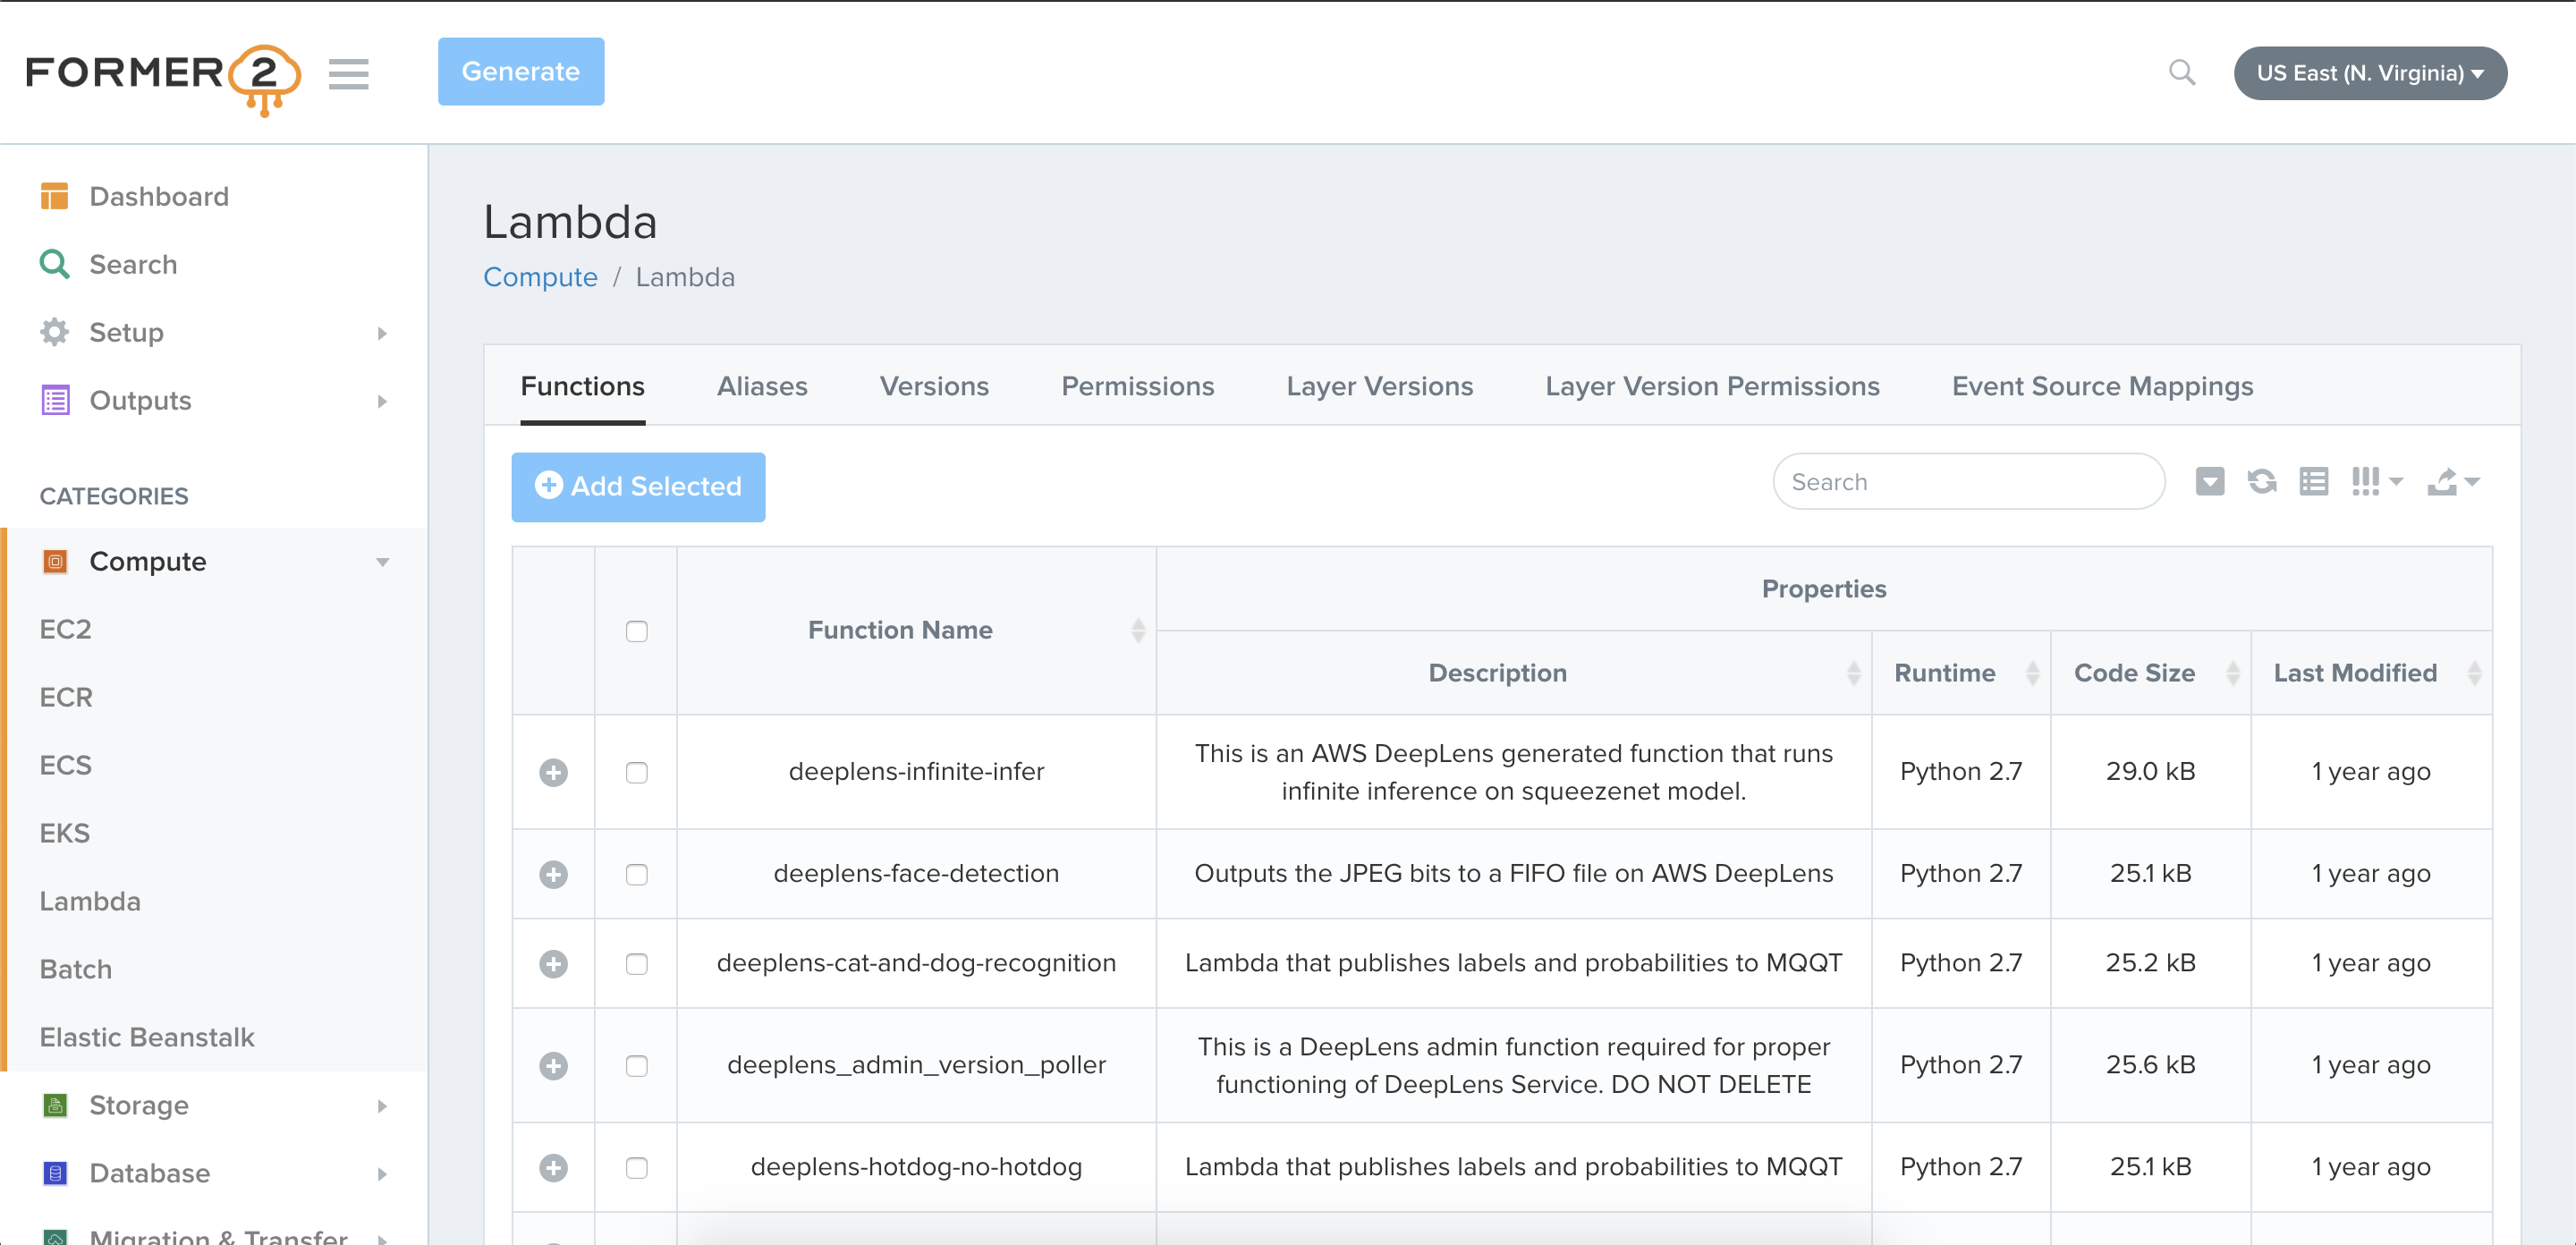 FORMER2
Generate
US East (N. Virginia)
Dashboard
Search
Setup
Outputs
CATEGORIES
Compute
EC2
ECR
ECS
EKS
Lambda
Batch
Elastic Beanstalk
Storage
Database
Migration & Transfer
Lambda
Compute / Lambda
Functions Aliases Versions Permissions Layer Versions Layer Version Permissions Event Source Mappings
Add Selected
Search
Function Name
Properties
Description Runtime Code Size Last Modified
deeplens-infinite-infer
This is an AWS DeepLens generated function that runs
infinite inference on squeezenet model.
Python 2.7 29.0 kB 1 year ago
deeplens-face-detection Outputs the JPEG bits to a FIFO file on AWS DeepLens Python 2.7 25.1 kB 1 year ago
deeplens-cat-and-dog-recognition Lambda that publishes labels and probabilities to MQQT Python 2.7 25.2 kB 1 year ago
deeplens_admin_version_poller
This is a DeepLens admin function required for proper
functioning of DeepLens Service. DO NOT DELETE
Python 2.7 25.6 kB 1 year ago
deeplens-hotdog-no-hotdog Lambda that publishes labels and probabilities to MQQT Python 2.7 25.1 kB 1 year ago